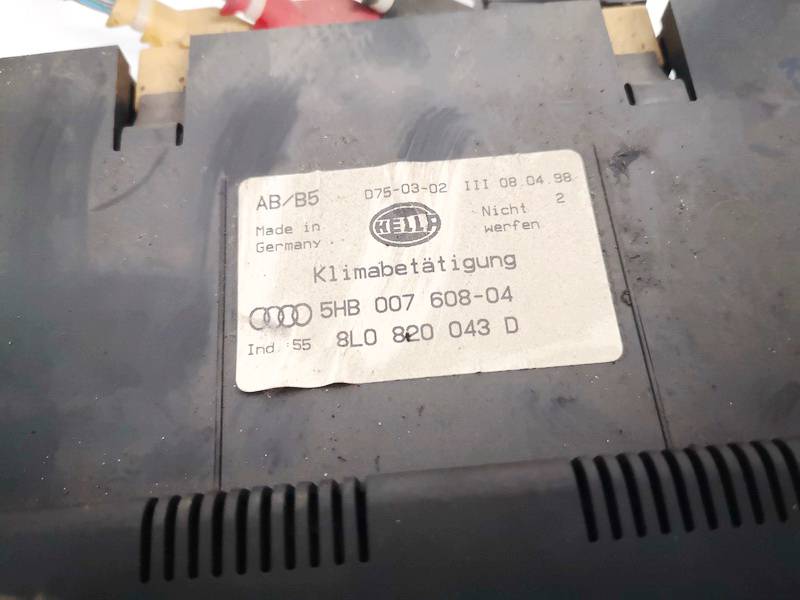 AB/B5 D75-03-02 III 08.04.98
Made in Germany
HELLA
Nicht werfen 2
Klimabetätigung
5HB 007 608-04
Ind. 55 8L0 820 043 D